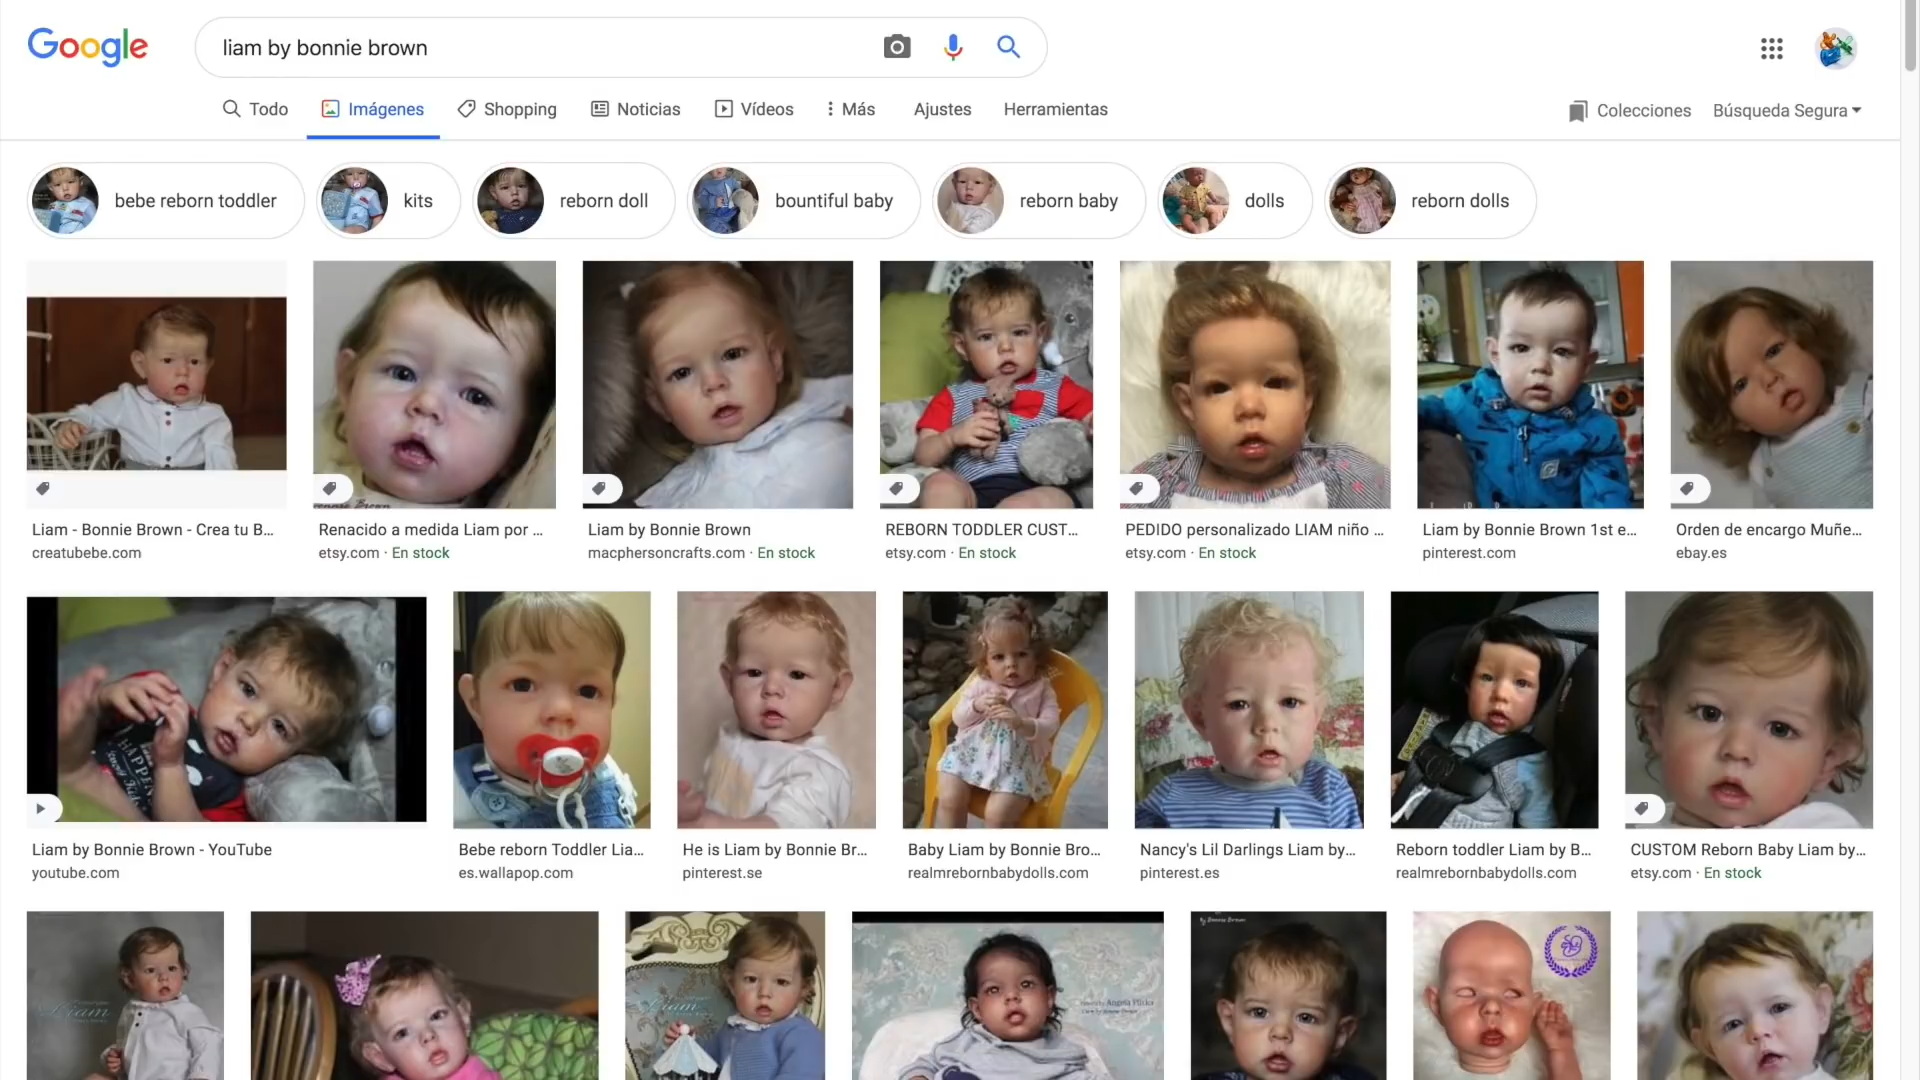 Google
liam by bonnie brown
Todo
Imágenes
Shopping
Noticias
Vídeos
Más
Ajustes
Herramientas
Colecciones
Búsqueda Segura
bebe reborn toddler
kits
reborn doll
bountiful baby
reborn baby
dolls
reborn dolls
Liam - Bonnie Brown - Crea tu B...
creatubebe.com
Renacido a medida Liam por ...
etsy.com · En stock
Liam by Bonnie Brown
macphersoncrafts.com · En stock
REBORN TODDLER CUST...
etsy.com · En stock
PEDIDO personalizado LIAM niño ...
etsy.com · En stock
Liam by Bonnie Brown 1st e...
pinterest.com
Orden de encargo Muñe...
ebay.es
Liam by Bonnie Brown - YouTube
youtube.com
Bebe reborn Toddler Lia...
es.wallapop.com
He is Liam by Bonnie Br...
pinterest.se
Baby Liam by Bonnie Bro...
realmrebornbabydolls.com
Nancy's Lil Darlings Liam by...
pinterest.es
Reborn toddler Liam by B...
realmrebornbabydolls.com
CUSTOM Reborn Baby Liam by...
etsy.com · En stock
Liam
Liam
by Bonnie Brown